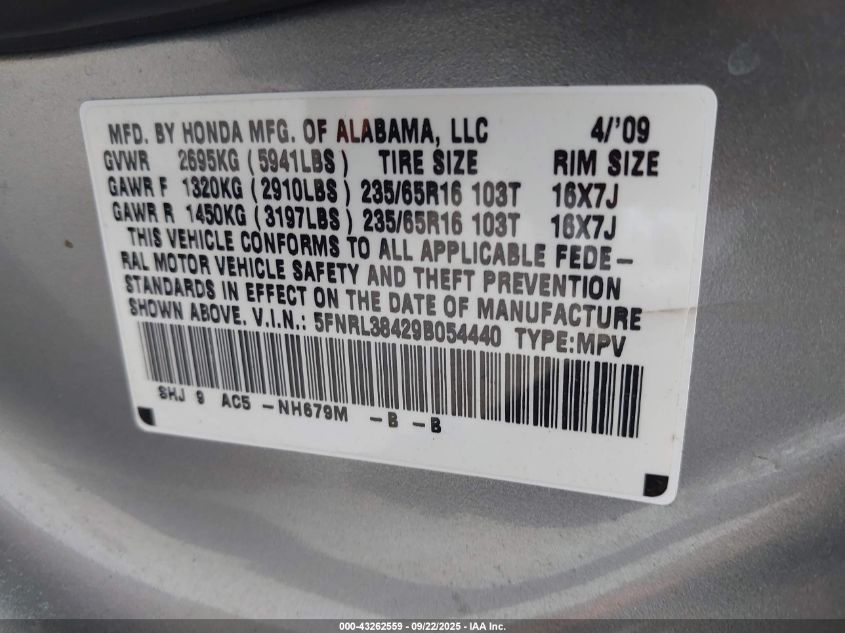 MFD. BY HONDA MFG. OF ALABAMA, LLC 4/'09
GVWR 2695KG (5941LBS) TIRE SIZE RIM SIZE
GAWR F 1320KG (2910LBS) 235/65R16 103T 16X7J
GAWR R 1450KG (3197LBS) 235/65R16 103T 16X7J
THIS VEHICLE CONFORMS TO ALL APPLICABLE FEDE-
RAL MOTOR VEHICLE SAFETY AND THEFT PREVENTION
STANDARDS IN EFFECT ON THE DATE OF MANUFACTURE
SHOWN ABOVE. V.I.N.: 5FNRL38429B054440 TYPE:MPV
SHJ 9 AC5 -NH679M -B -B
000-43262559 - 09/22/2025 - IAA Inc.